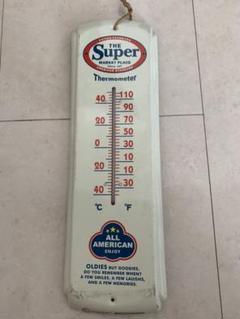 THE
Super
MARKET PLACE
Thermometer
40 110
90
20 70
50
0 30
10
20 10
40 30
°C °F
ALL
AMERICAN
ENJOY
OLDIES BUT GOODIES.
DO YOU REMEMBER WHEN?
A FEW SMILES, A FEW LAUGHS,
AND A FEW MEMORIES.